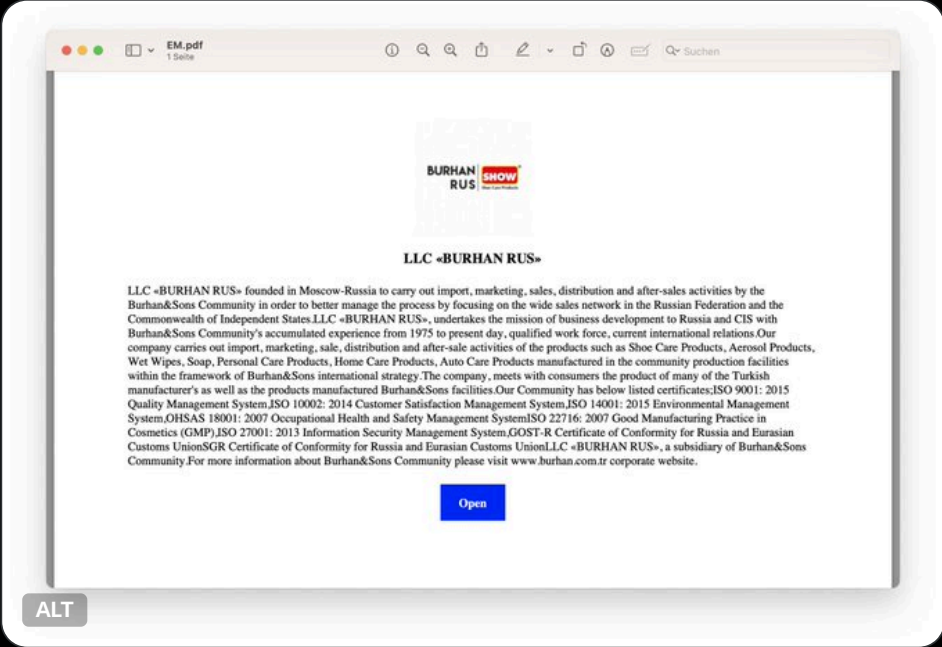 EM.pdf
1 Seite
Suchen
BURHAN
RUS
SHOW
Shoe Care Products
LLC «BURHAN RUS»
LLC «BURHAN RUS» founded in Moscow-Russia to carry out import, marketing, sales, distribution and after-sales activities by the
Burhan&Sons Community in order to better manage the process by focusing on the wide sales network in the Russian Federation and the
Commonwealth of Independent States.LLC «BURHAN RUS», undertakes the mission of business development to Russia and CIS with
Burhan&Sons Community's accumulated experience from 1975 to present day, qualified work force, current international relations.Our
company carries out import, marketing, sale, distribution and after-sale activities of the products such as Shoe Care Products, Aerosol Products,
Wet Wipes, Soap, Personal Care Products, Home Care Products, Auto Care Products manufactured in the community production facilities
within the framework of Burhan&Sons international strategy.The company, meets with consumers the product of many of the Turkish
manufacturer's as well as the products manufactured Burhan&Sons facilities.Our Community has below listed certificates;ISO 9001: 2015
Quality Management System,ISO 10002: 2014 Customer Satisfaction Management System,ISO 14001: 2015 Environmental Management
System,OHSAS 18001: 2007 Occupational Health and Safety Management SystemISO 22716: 2007 Good Manufacturing Practice in
Cosmetics (GMP),ISO 27001: 2013 Information Security Management System,GOST-R Certificate of Conformity for Russia and Eurasian
Customs UnionSGR Certificate of Conformity for Russia and Eurasian Customs UnionLLC «BURHAN RUS», a subsidiary of Burhan&Sons
Community.For more information about Burhan&Sons Community please visit www.burhan.com.tr corporate website.
Open
ALT